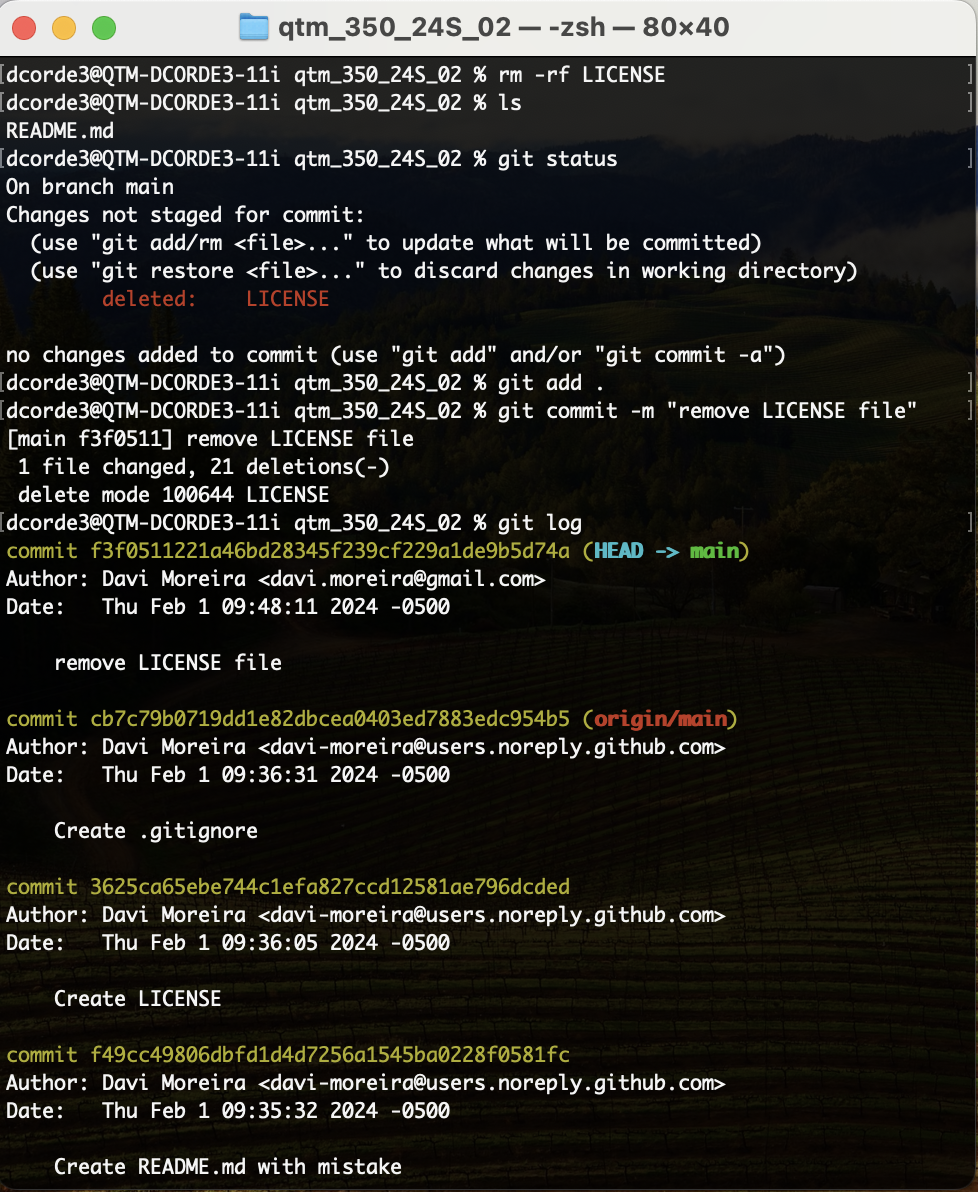 qtm_350_24S_02 — -zsh — 80×40
[dcorde3@QTM-DCORDE3-11i qtm_350_24S_02 % rm -rf LICENSE ]
[dcorde3@QTM-DCORDE3-11i qtm_350_24S_02 % ls ]
README.md
[dcorde3@QTM-DCORDE3-11i qtm_350_24S_02 % git status ]
On branch main
Changes not staged for commit:
  (use "git add/rm <file>..." to update what will be committed)
  (use "git restore <file>..." to discard changes in working directory)
        deleted:    LICENSE
no changes added to commit (use "git add" and/or "git commit -a")
[dcorde3@QTM-DCORDE3-11i qtm_350_24S_02 % git add . ]
[dcorde3@QTM-DCORDE3-11i qtm_350_24S_02 % git commit -m "remove LICENSE file" ]
[main f3f0511] remove LICENSE file
 1 file changed, 21 deletions(-)
 delete mode 100644 LICENSE
[dcorde3@QTM-DCORDE3-11i qtm_350_24S_02 % git log ]
commit f3f0511221a46bd28345f239cf229a1de9b5d74a (HEAD -> main)
Author: Davi Moreira <davi.moreira@gmail.com>
Date:   Thu Feb 1 09:48:11 2024 -0500
    remove LICENSE file
commit cb7c79b0719dd1e82dbcea0403ed7883edc954b5 (origin/main)
Author: Davi Moreira <davi-moreira@users.noreply.github.com>
Date:   Thu Feb 1 09:36:31 2024 -0500
    Create .gitignore
commit 3625ca65ebe744c1efa827ccd12581ae796dcded
Author: Davi Moreira <davi-moreira@users.noreply.github.com>
Date:   Thu Feb 1 09:36:05 2024 -0500
    Create LICENSE
commit f49cc49806dbfd1d4d7256a1545ba0228f0581fc
Author: Davi Moreira <davi-moreira@users.noreply.github.com>
Date:   Thu Feb 1 09:35:32 2024 -0500
    Create README.md with mistake